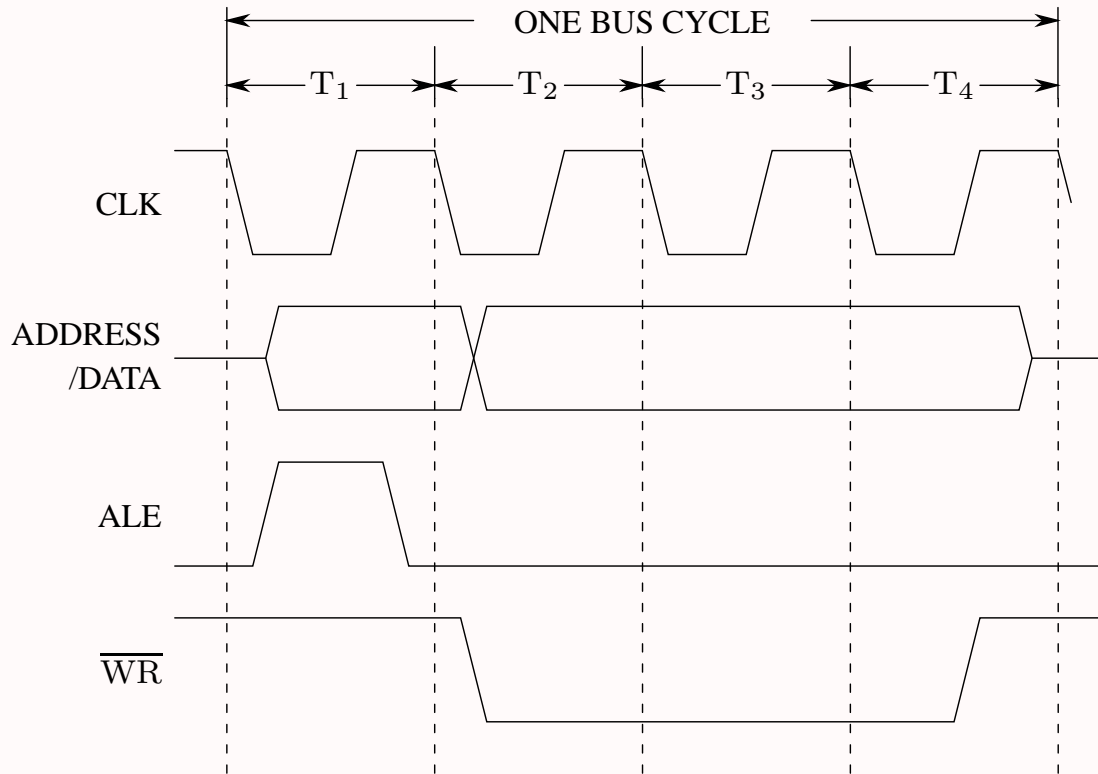 ONE BUS CYCLE
T₁ T₂ T₃ T₄
CLK
ADDRESS
/DATA
ALE
W̅R̅